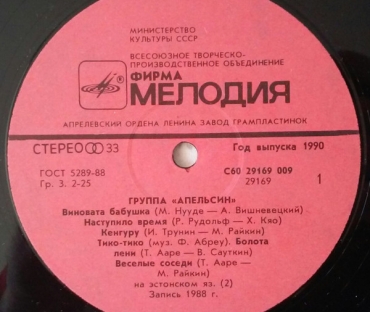 МИНИСТЕРСТВО
КУЛЬТУРЫ СССР
ВСЕСОЮЗНОЕ ТВОРЧЕСКО-
ПРОИЗВОДСТВЕННОЕ ОБЪЕДИНЕНИЕ
ФИРМА
МЕЛОДИЯ
АПРЕЛЕВСКИЙ ОРДЕНА ЛЕНИНА ЗАВОД ГРАМПЛАСТИНОК
СТЕРЕО 33 Год выпуска 1990
ГОСТ 5289-88 С60 29169 009
Гр. 3. 2-25 29169 1
ГРУППА «АПЕЛЬСИН»
Виновата бабушка (М. Нууде — А. Вишневецкий)
Наступило время (Р. Рудольф — Х. Кяо)
Кенгуру (И. Трунин — М. Райкин)
Тико-тико (муз. Ф. Абреу). Болота
лени (Т. Ааре — В. Сауткин)
Веселые соседи (Т. Ааре —
М. Райкин)
на эстонском яз. (2)
Запись 1988 г.